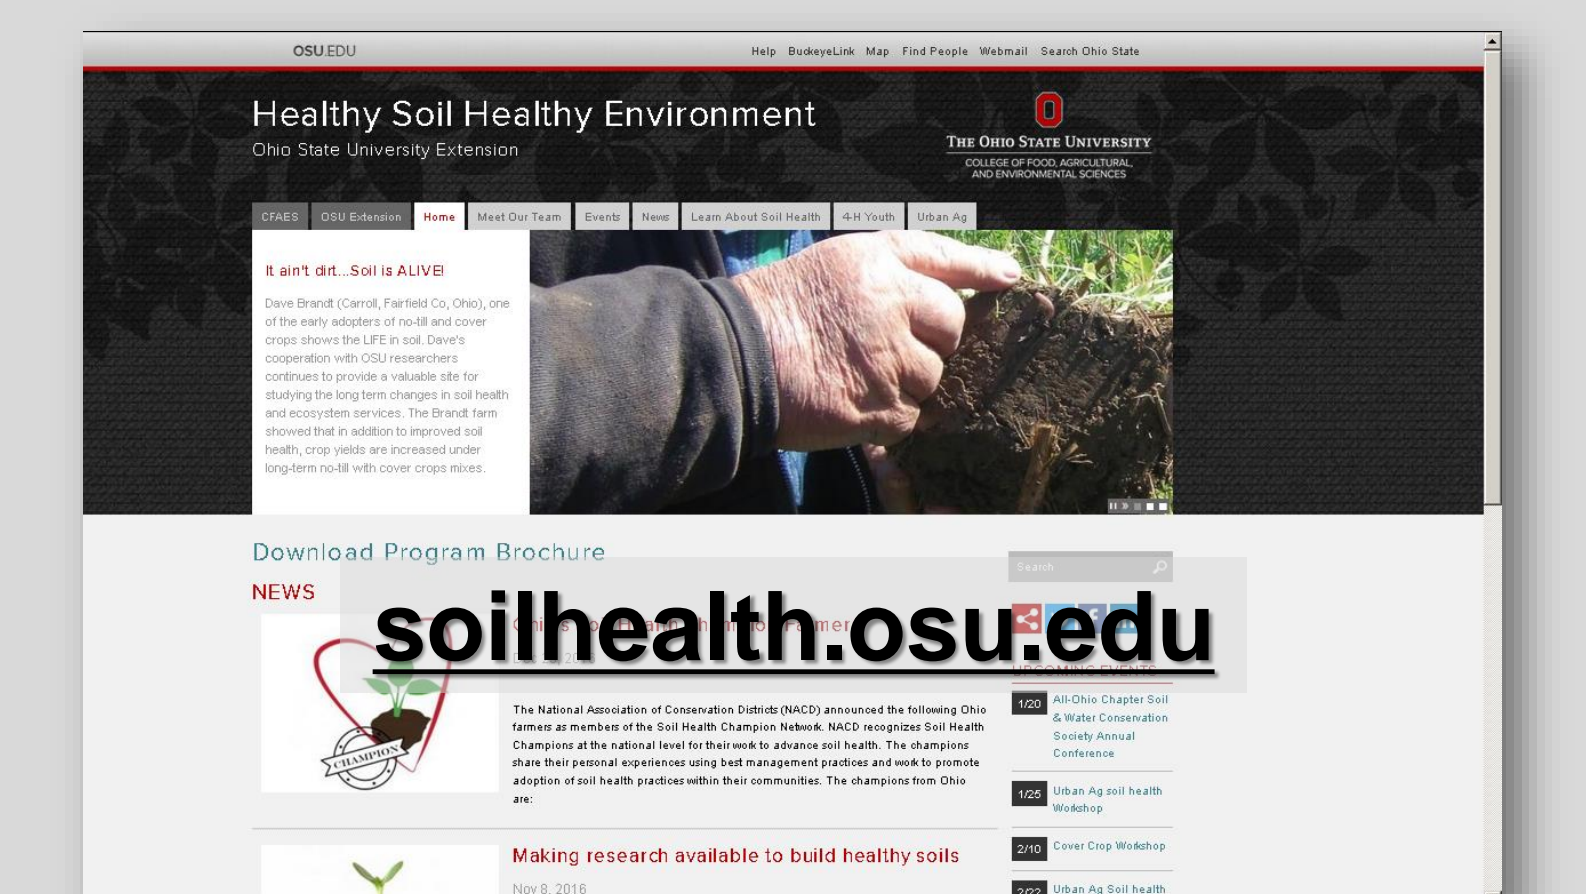 OSU.EDU
Help BuckeyeLink Map Find People Webmail Search Ohio State
Healthy Soil Healthy Environment
Ohio State University Extension
THE OHIO STATE UNIVERSITY
COLLEGE OF FOOD, AGRICULTURAL,
AND ENVIRONMENTAL SCIENCES
CFAES OSU Extension Home Meet Our Team Events News Learn About Soil Health 4-H Youth Urban Ag
It ain't dirt...Soil is ALIVE!
Dave Brandt (Carroll, Fairfield Co, Ohio), one
of the early adopters of no-till and cover
crops shows the LIFE in soil. Dave's
cooperation with OSU researchers
continues to provide a valuable site for
studying the long term changes in soil health
and ecosystem services. The Brandt farm
showed that in addition to improved soil
health, crop yields are increased under
long-term no-till with cover crops mixes.
Download Program Brochure
NEWS
soilhealth.osu.edu
CHAMPION
The National Association of Conservation Districts (NACD) announced the following Ohio
farmers as members of the Soil Health Champion Network. NACD recognizes Soil Health
Champions at the national level for their work to advance soil health. The champions
share their personal experiences using best management practices and work to promote
adoption of soil health practices within their communities. The champions from Ohio
are:
Making research available to build healthy soils
Nov 8, 2016
Search
UPCOMING EVENTS
1/20 All-Ohio Chapter Soil
& Water Conservation
Society Annual
Conference
1/25 Urban Ag soil health
Workshop
2/10 Cover Crop Workshop
2/22 Urban Ag Soil health